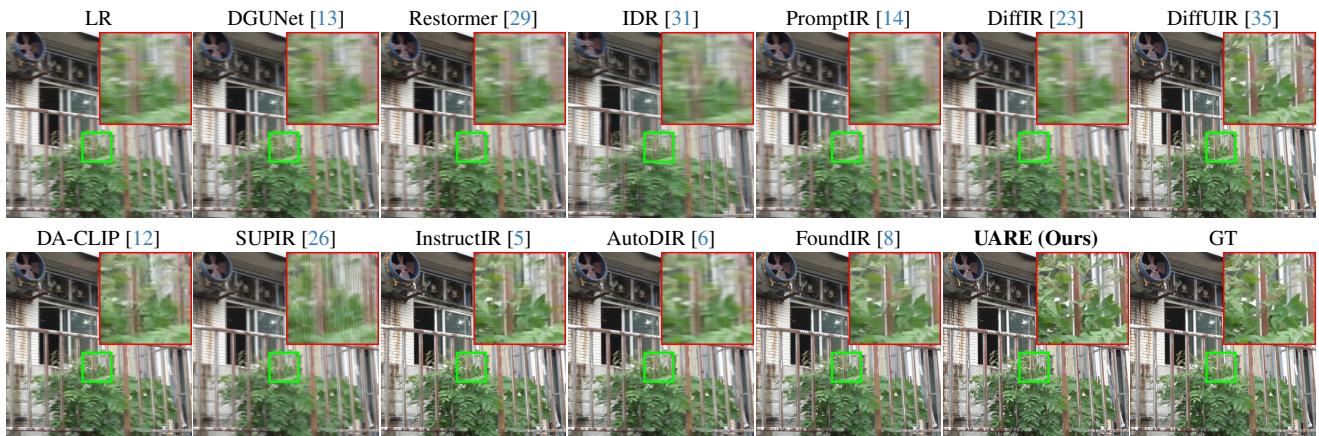 LR DGUNet [13] Restormer [29] IDR [31] PromptIR [14] DiffIR [23] DiffUIR [35]
DA-CLIP [12] SUPIR [26] InstructIR [5] AutoDIR [6] FoundIR [8] UARE (Ours) GT